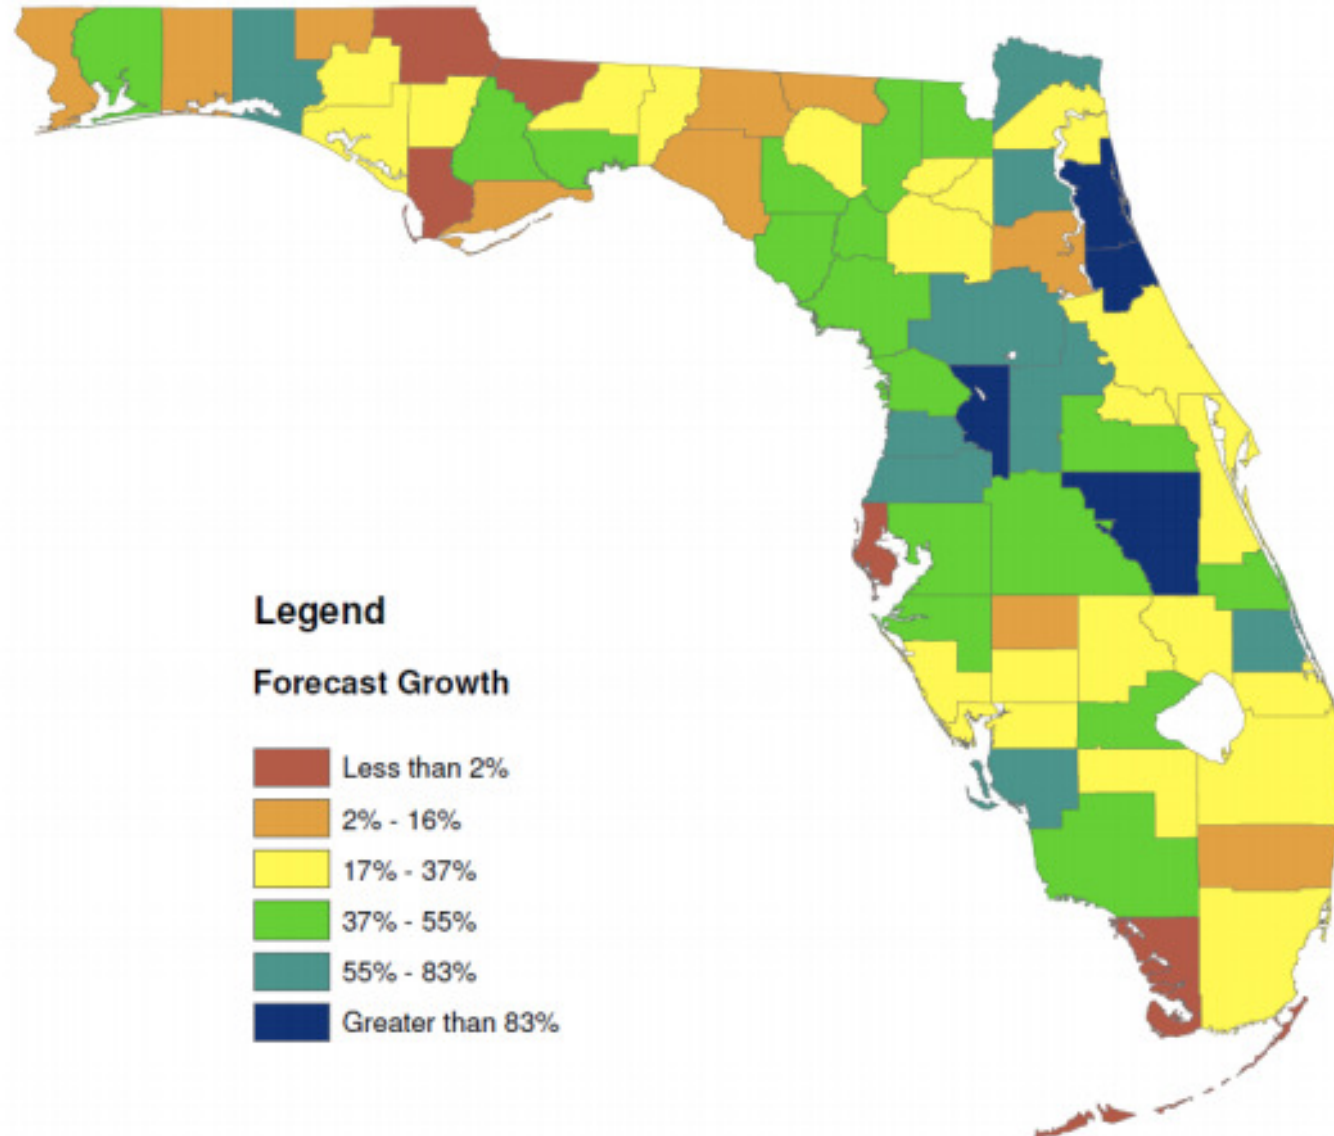 Legend
Forecast Growth
Less than 2%
2% - 16%
17% - 37%
37% - 55%
55% - 83%
Greater than 83%